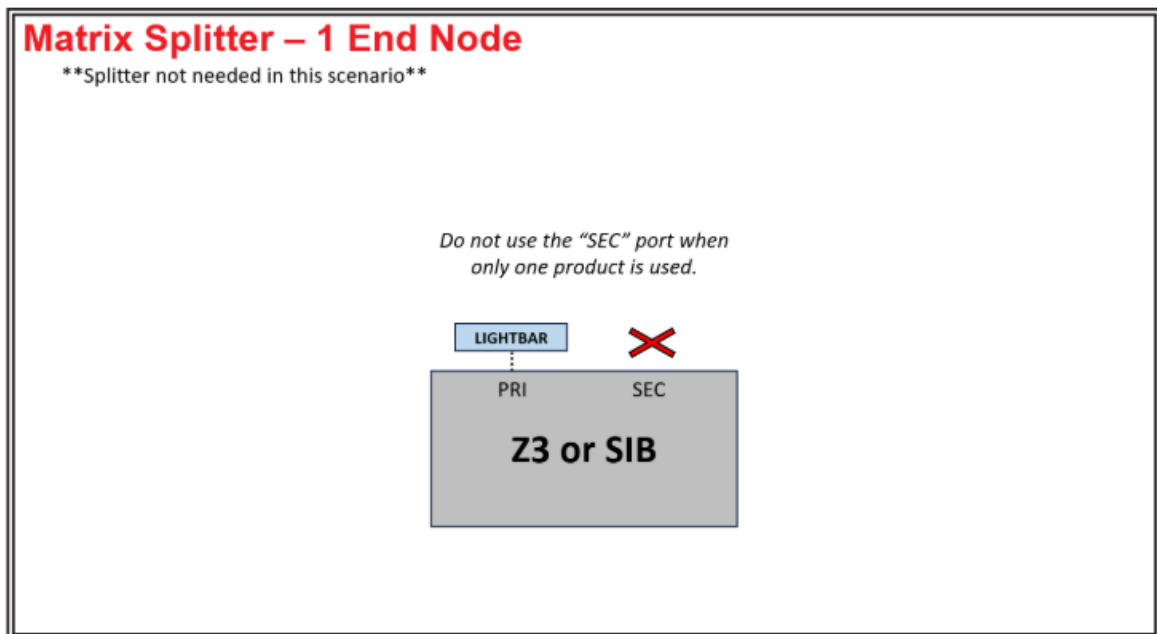 Matrix Splitter – 1 End Node
**Splitter not needed in this scenario**
Do not use the “SEC” port when
only one product is used.
LIGHTBAR
PRI SEC
Z3 or SIB